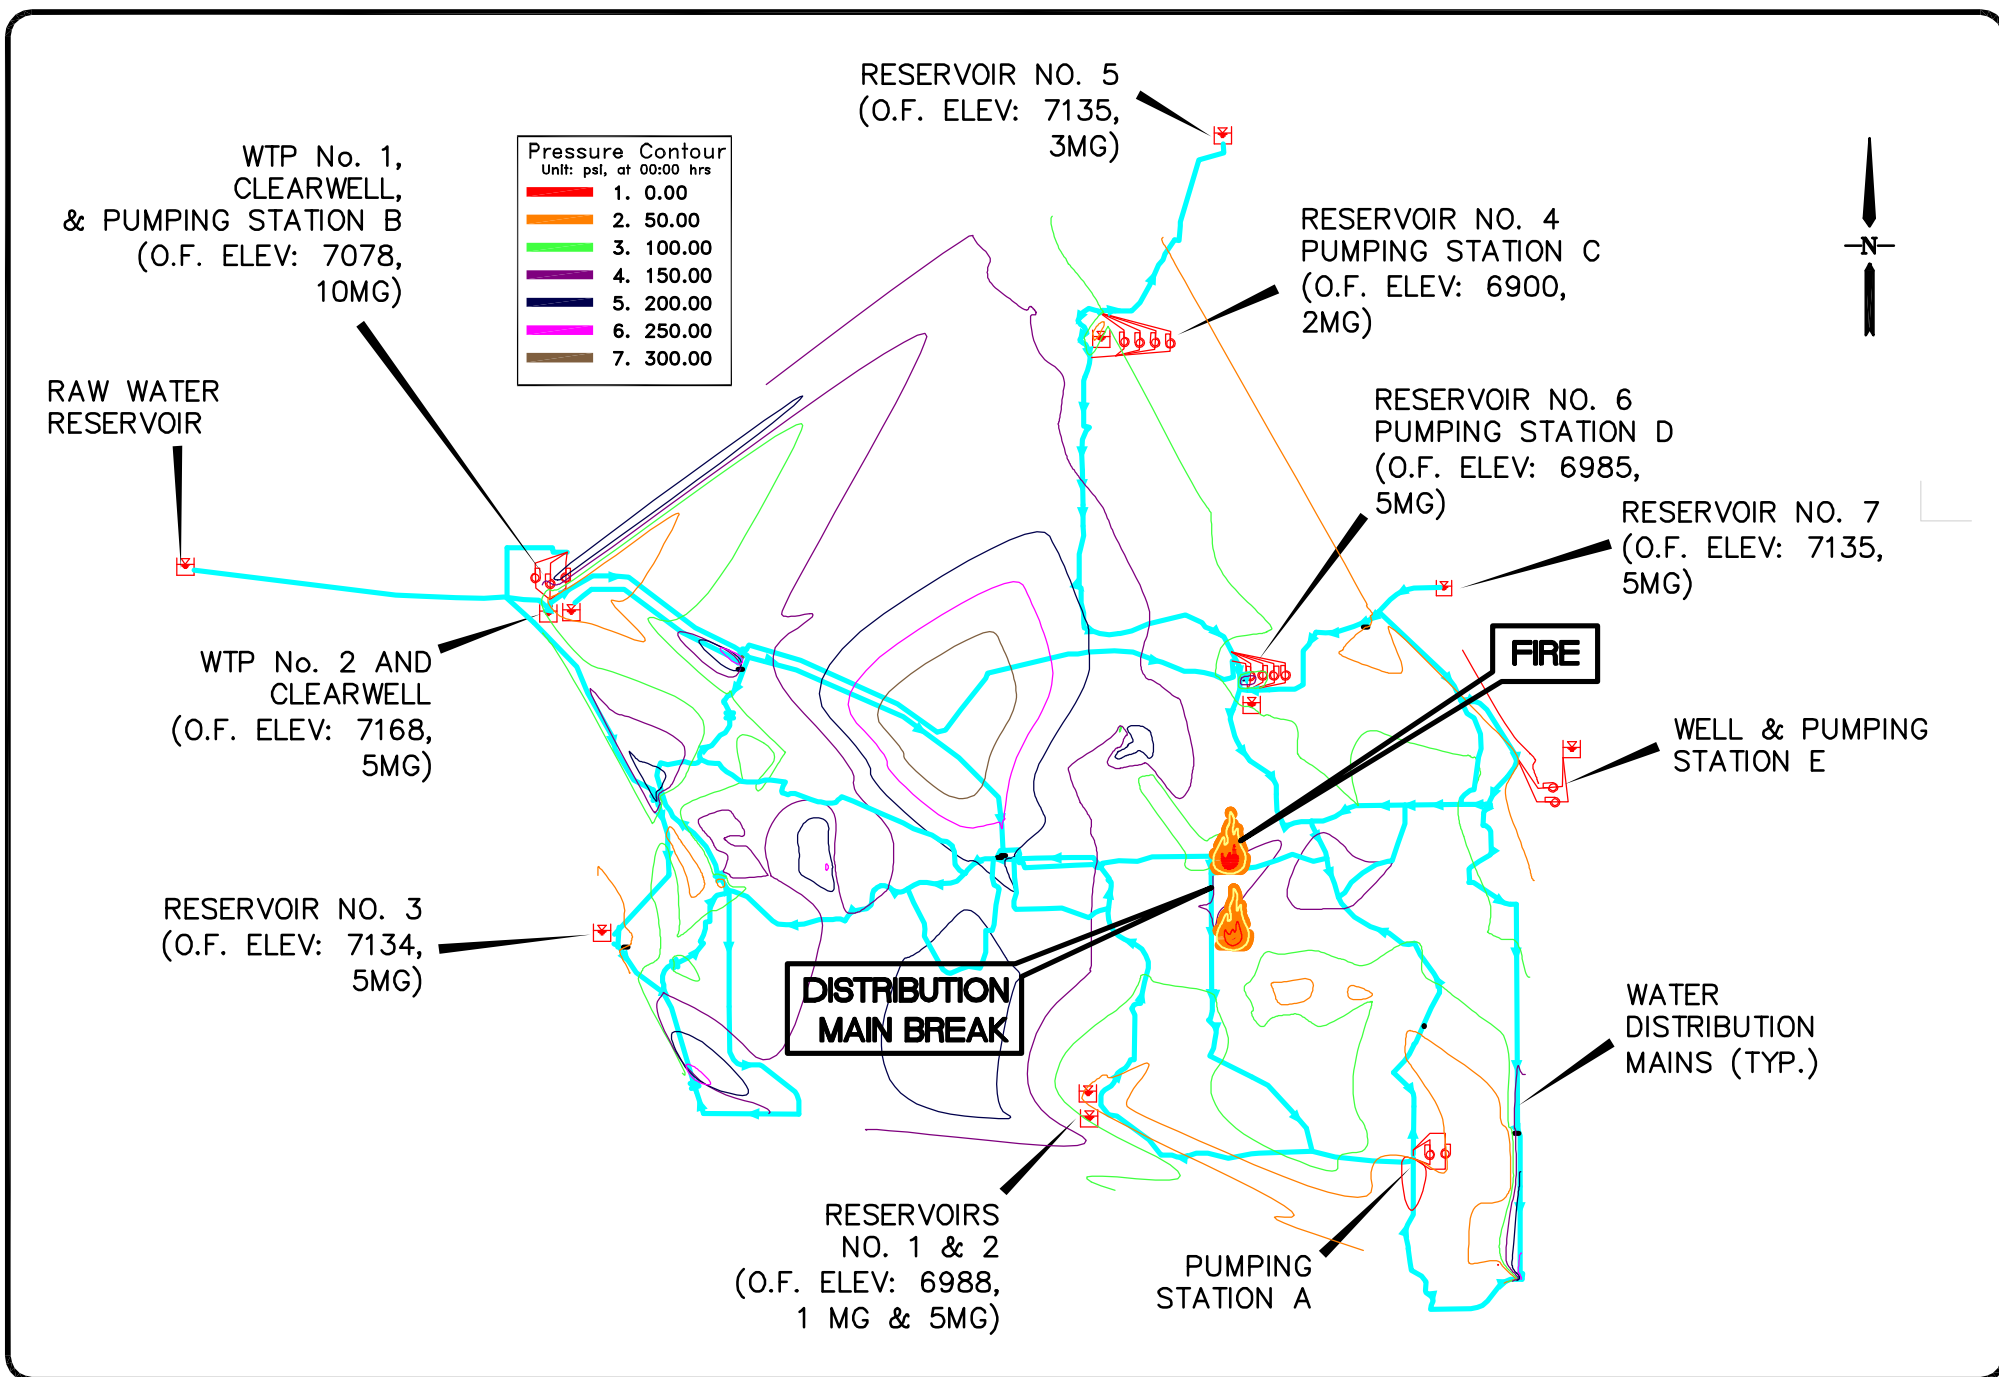 RESERVOIR NO. 5
(O.F. ELEV: 7135,
3MG)
WTP No. 1,
CLEARWELL,
& PUMPING STATION B
(O.F. ELEV: 7078,
10MG)
Pressure Contour
Unit: psi, at 00:00 hrs
1. 0.00
2. 50.00
3. 100.00
4. 150.00
5. 200.00
6. 250.00
7. 300.00
RESERVOIR NO. 4
PUMPING STATION C
(O.F. ELEV: 6900,
2MG)
N
RAW WATER
RESERVOIR
RESERVOIR NO. 6
PUMPING STATION D
(O.F. ELEV: 6985,
5MG)
RESERVOIR NO. 7
(O.F. ELEV: 7135,
5MG)
FIRE
WTP No. 2 AND
CLEARWELL
(O.F. ELEV: 7168,
5MG)
WELL & PUMPING
STATION E
RESERVOIR NO. 3
(O.F. ELEV: 7134,
5MG)
DISTRIBUTION
MAIN BREAK
WATER
DISTRIBUTION
MAINS (TYP.)
RESERVOIRS
NO. 1 & 2
(O.F. ELEV: 6988,
1 MG & 5MG)
PUMPING
STATION A